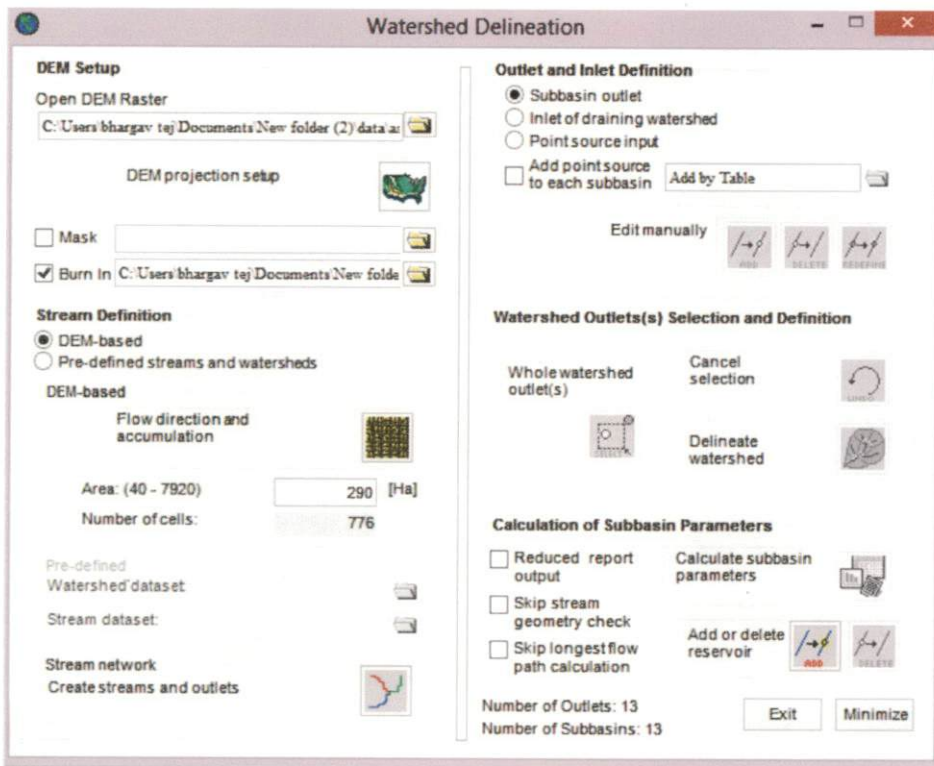 Watershed Delineation
DEM Setup
Open DEM Raster
C:\Users\bhargav tej\Documents\New folder (2)\data\as
DEM projection setup
Mask
Burn In C:\Users\bhargav tej\Documents\New folde
Stream Definition
DEM-based
Pre-defined streams and watersheds
DEM-based
Flow direction and
accumulation
Area: (40 - 7920) 290 [Ha]
Number of cells: 776
Pre-defined
Watershed dataset
Stream dataset:
Stream network
Create streams and outlets
Outlet and Inlet Definition
Subbasin outlet
Inlet of draining watershed
Point source input
Add point source
to each subbasin Add by Table
Edit manually
ADD DELETE REDEFINE
Watershed Outlets(s) Selection and Definition
Whole watershed
outlet(s)
SELECT
Cancel
selection
UNDO
Delineate
watershed
Calculation of Subbasin Parameters
Reduced report
output
Skip stream
geometry check
Skip longest flow
path calculation
Calculate subbasin
parameters
Add or delete
reservoir
ADD DELETE
Number of Outlets: 13
Number of Subbasins: 13
Exit Minimize